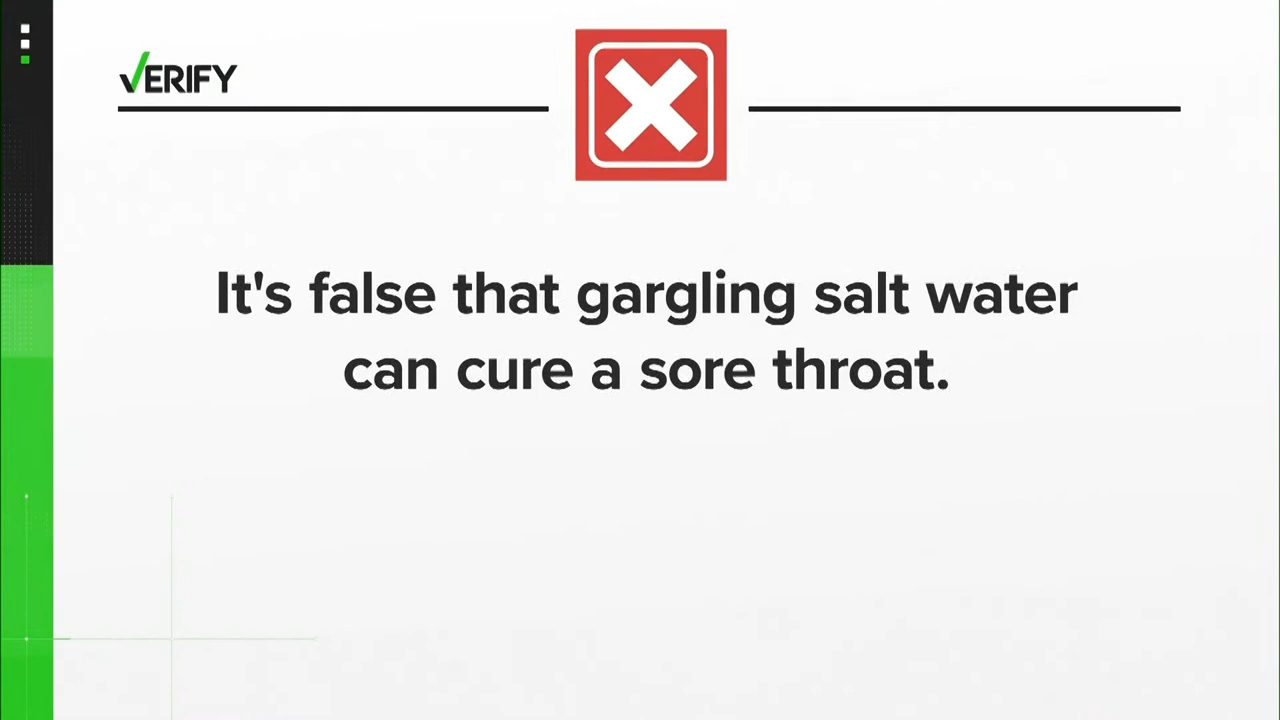 VERIFY
It's false that gargling salt water
can cure a sore throat.